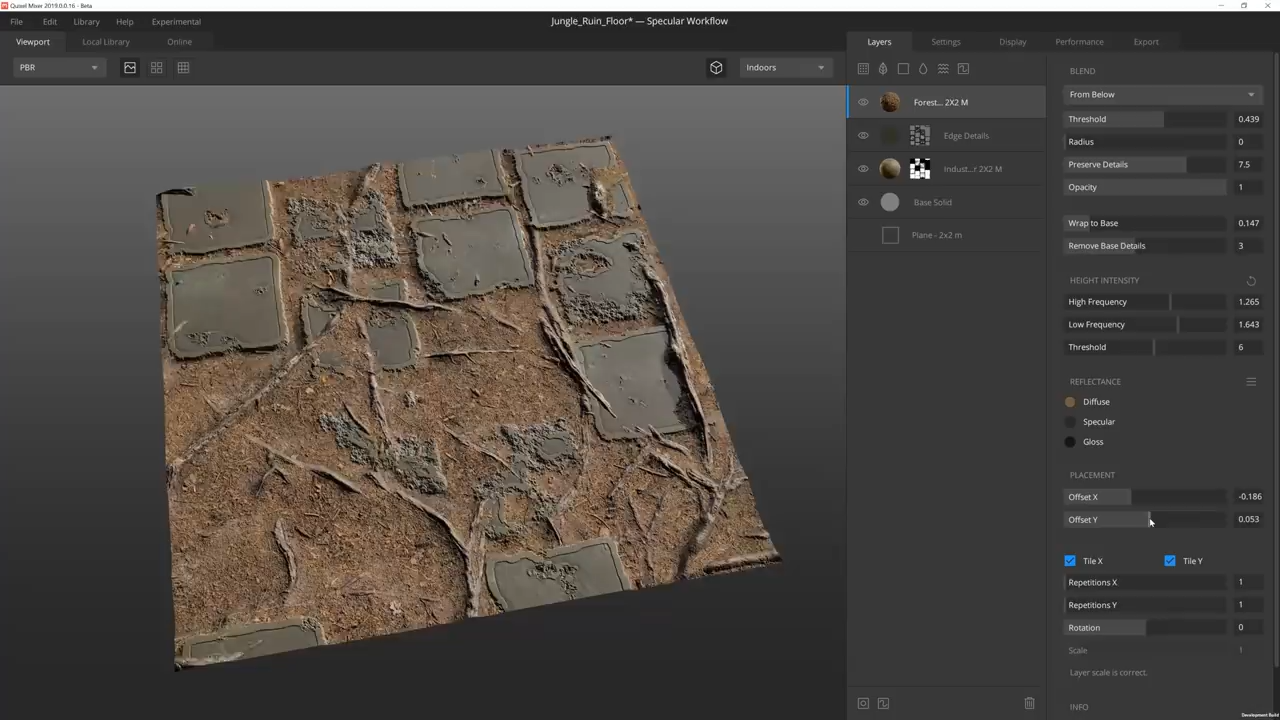 Quixel Mixer 2019.0.0.16 - Beta
File Edit Library Help Experimental
Jungle_Ruin_Floor* — Specular Workflow
Viewport Local Library Online
Layers Settings Display Performance Export
PBR
Indoors
Forest... 2X2 M
Edge Details
Indust...r 2X2 M
Base Solid
Plane - 2x2 m
BLEND
From Below
Threshold 0.439
Radius 0
Preserve Details 7.5
Opacity 1
Wrap to Base 0.147
Remove Base Details 3
HEIGHT INTENSITY
High Frequency 1.265
Low Frequency 1.643
Threshold 6
REFLECTANCE
Diffuse
Specular
Gloss
PLACEMENT
Offset X -0.186
Offset Y 0.053
Tile X Tile Y
Repetitions X 1
Repetitions Y 1
Rotation 0
Scale 1
Layer scale is correct.
INFO
Development Build